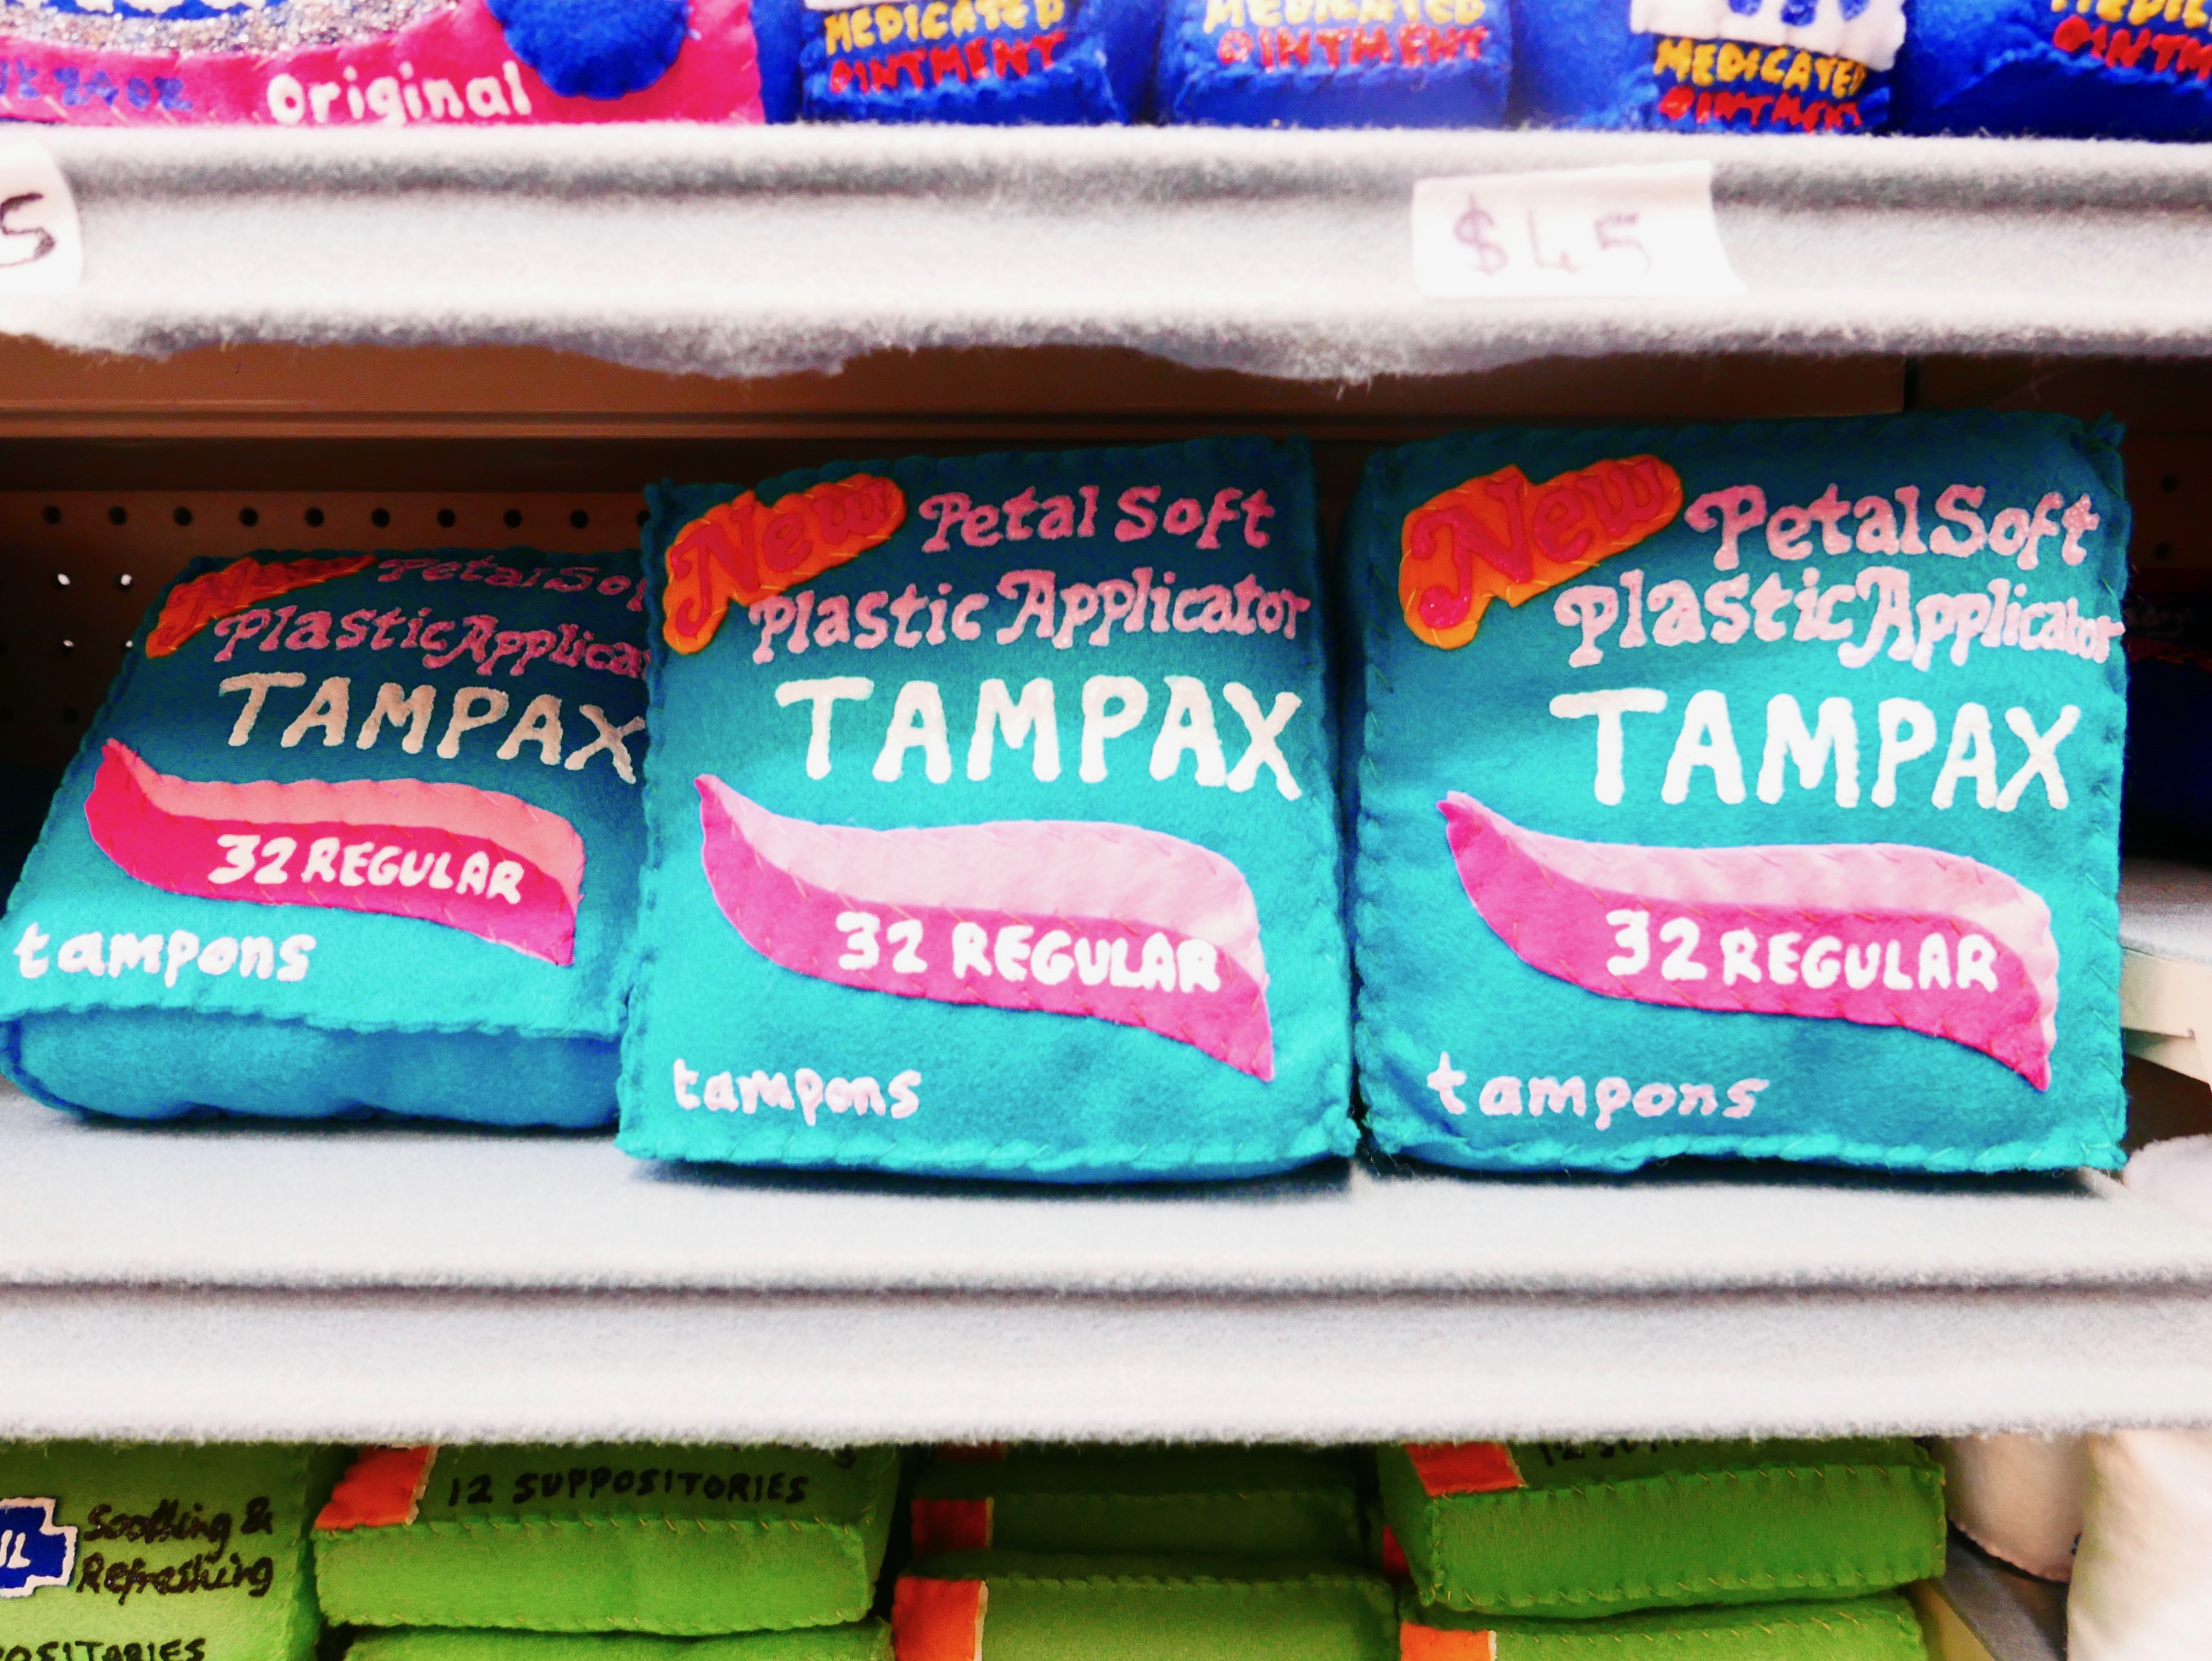 Original
MEDICATED
OINTMENT
MEDICATED
OINTMENT
MEDICATED
OINTMENT
$45
New Petal Soft
Plastic Applica
TAMPAX
32 REGULAR
tampons
New Petal Soft
Plastic Applicator
TAMPAX
32 REGULAR
tampons
New Petal Soft
Plastic Applicator
TAMPAX
32 REGULAR
tampons
12 SUPPOSITORIES
Soothing &
Refreshing